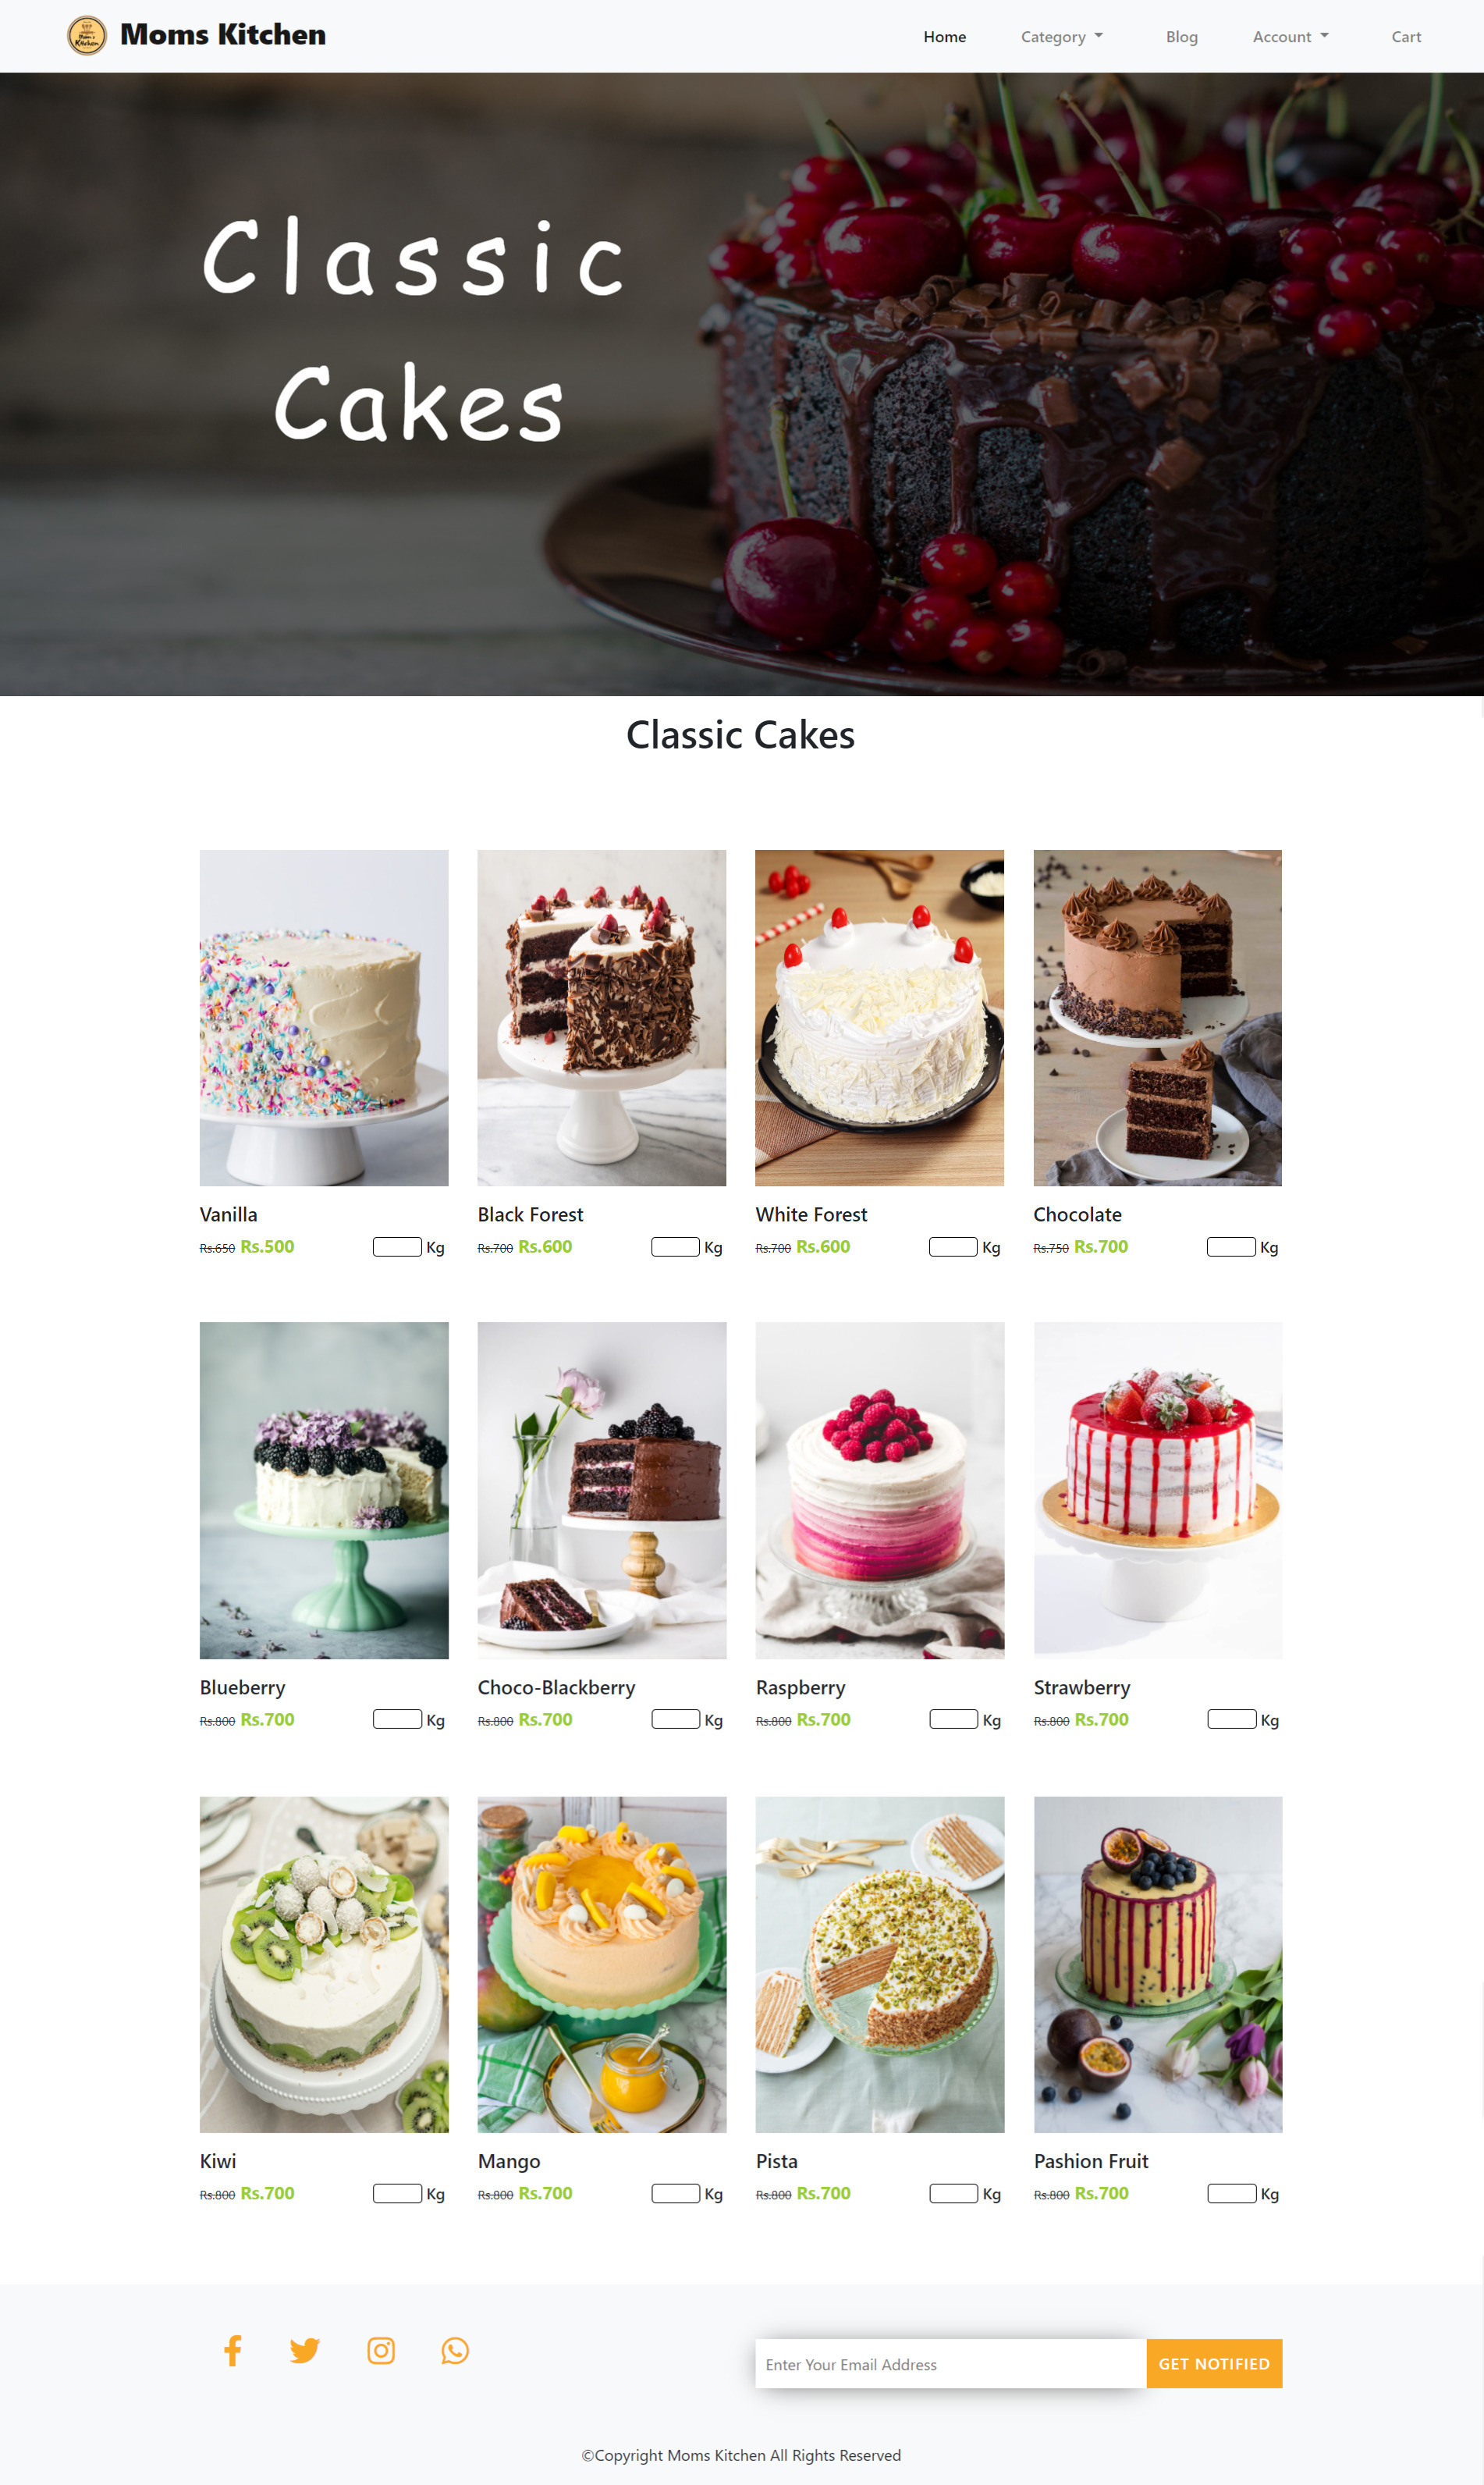 Mom's Kitchen
Moms Kitchen
Home
Category
Blog
Account
Cart
Classic
Cakes
Classic Cakes
Vanilla
Rs.650 Rs.500
Kg
Black Forest
Rs.700 Rs.600
Kg
White Forest
Rs.700 Rs.600
Kg
Chocolate
Rs.750 Rs.700
Kg
Blueberry
Rs.800 Rs.700
Kg
Choco-Blackberry
Rs.800 Rs.700
Kg
Raspberry
Rs.800 Rs.700
Kg
Strawberry
Rs.800 Rs.700
Kg
Kiwi
Rs.800 Rs.700
Kg
Mango
Rs.800 Rs.700
Kg
Pista
Rs.800 Rs.700
Kg
Pashion Fruit
Rs.800 Rs.700
Kg
Enter Your Email Address
GET NOTIFIED
©Copyright Moms Kitchen All Rights Reserved